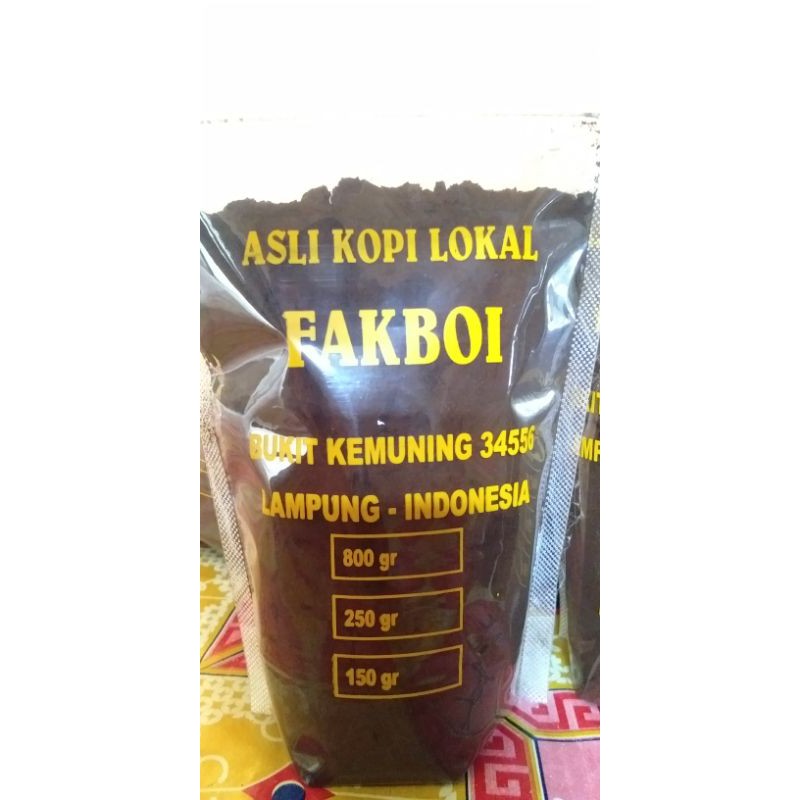 ASLI KOPI LOKAL
FAKBOI
BUKIT KEMUNING 34556
LAMPUNG - INDONESIA
800 gr
250 gr
150 gr